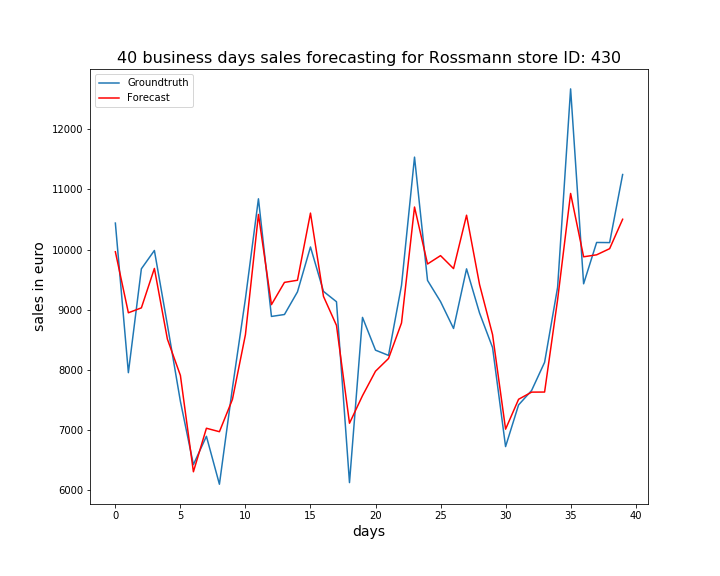 40 business days sales forecasting for Rossmann store ID: 430
Groundtruth
Forecast
sales in euro
12000
11000
10000
9000
8000
7000
6000
0 5 10 15 20 25 30 35 40
days